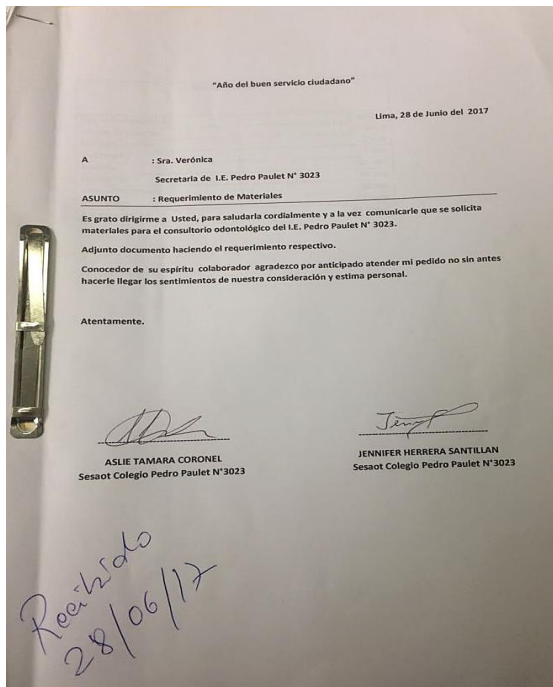 "Año del buen servicio ciudadano"
Lima, 28 de Junio del 2017
A : Sra. Verónica
Secretaria de I.E. Pedro Paulet N° 3023
ASUNTO : Requerimiento de Materiales
Es grato dirigirme a Usted, para saludarla cordialmente y a la vez comunicarle que se solicita
materiales para el consultorio odontológico del I.E. Pedro Paulet N° 3023.
Adjunto documento haciendo el requerimiento respectivo.
Conocedor de su espíritu colaborador agradezco por anticipado atender mi pedido no sin antes
hacerle llegar los sentimientos de nuestra consideración y estima personal.
Atentamente.
ASLIE TAMARA CORONEL
Sesaot Colegio Pedro Paulet N°3023
JENNIFER HERRERA SANTILLAN
Sesaot Colegio Pedro Paulet N°3023
Recibido
28/06/17